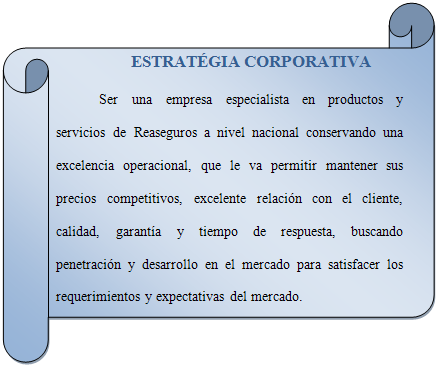 ESTRATÉGIA CORPORATIVA
Ser una empresa especialista en productos y
servicios de Reaseguros a nivel nacional conservando una
excelencia operacional, que le va permitir mantener sus
precios competitivos, excelente relación con el cliente,
calidad, garantía y tiempo de respuesta, buscando
penetración y desarrollo en el mercado para satisfacer los
requerimientos y expectativas del mercado.